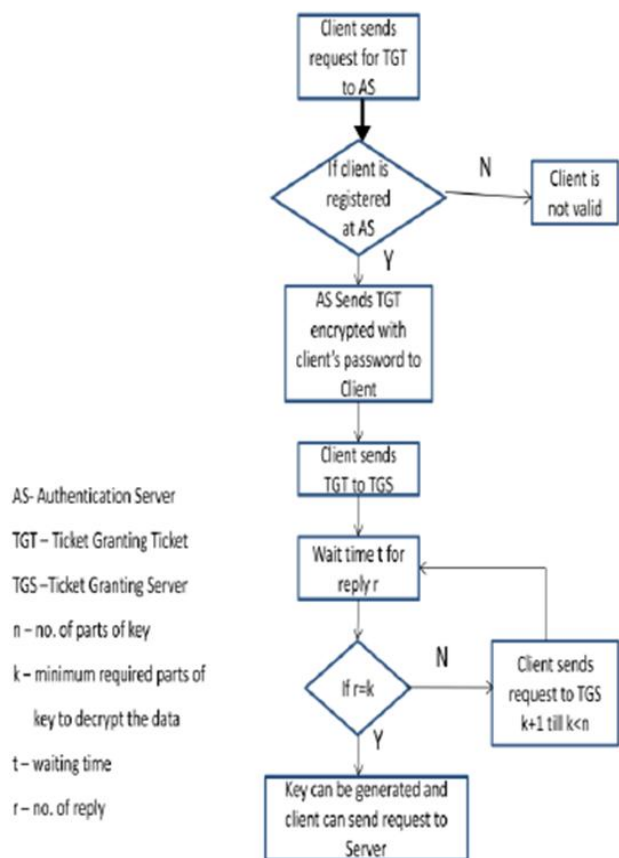 Client sends
request for TGT
to AS
If client is
registered
at AS
N
Client is
not valid
Y
AS Sends TGT
encrypted with
client's password to
Client
Client sends
TGT to TGS
Wait time t for
reply r
If r=k
N
Client sends
request to TGS
k+1 till k<n
Y
Key can be generated and
client can send request to
Server
AS- Authentication Server
TGT – Ticket Granting Ticket
TGS –Ticket Granting Server
n – no. of parts of key
k – minimum required parts of
key to decrypt the data
t – waiting time
r – no. of reply